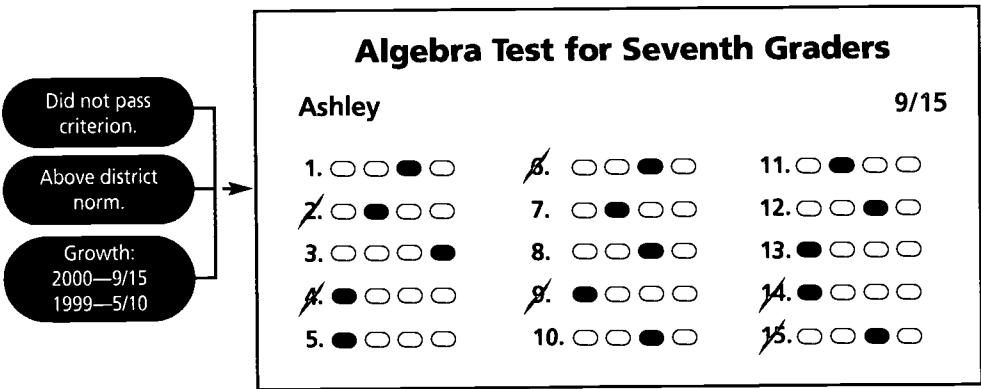 Algebra Test for Seventh Graders
Ashley 9/15
Did not pass
criterion.
Above district
norm.
Growth:
2000—9/15
1999—5/10
1.
2.
3.
4.
5.
6.
7.
8.
9.
10.
11.
12.
13.
14.
15.